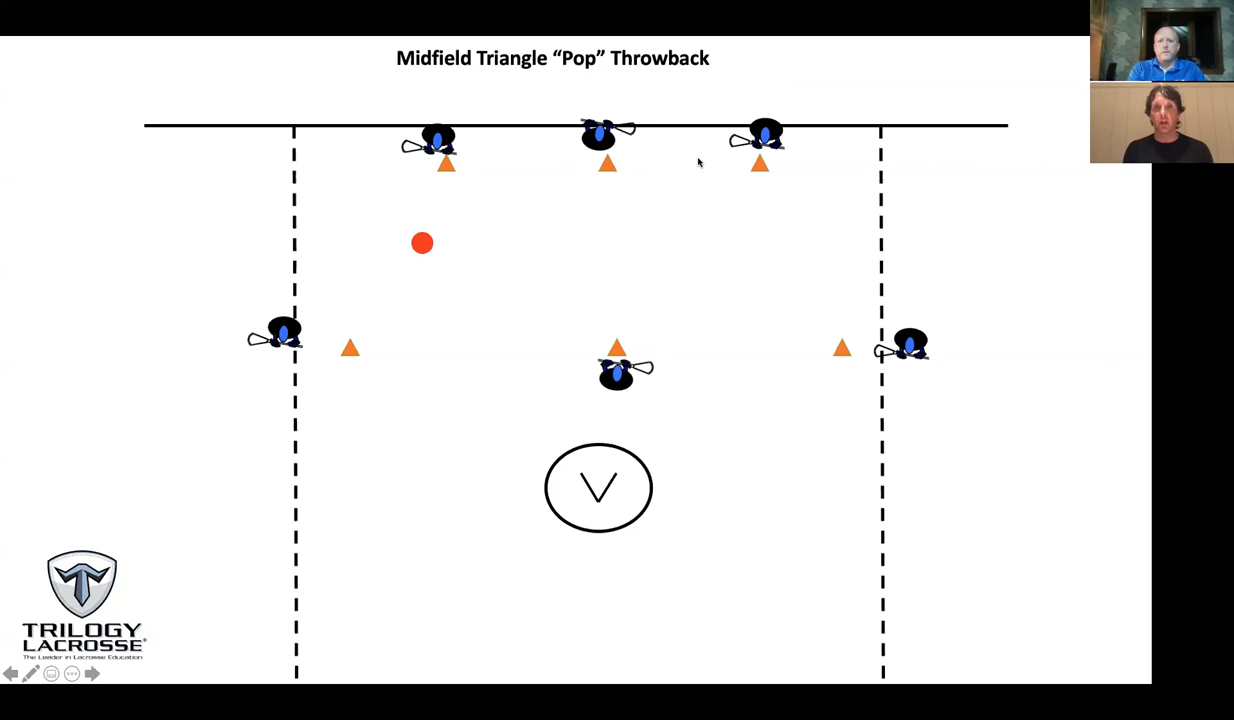 Midfield Triangle “Pop” Throwback
TRILOGY
LACROSSE
The Leader in Lacrosse Education